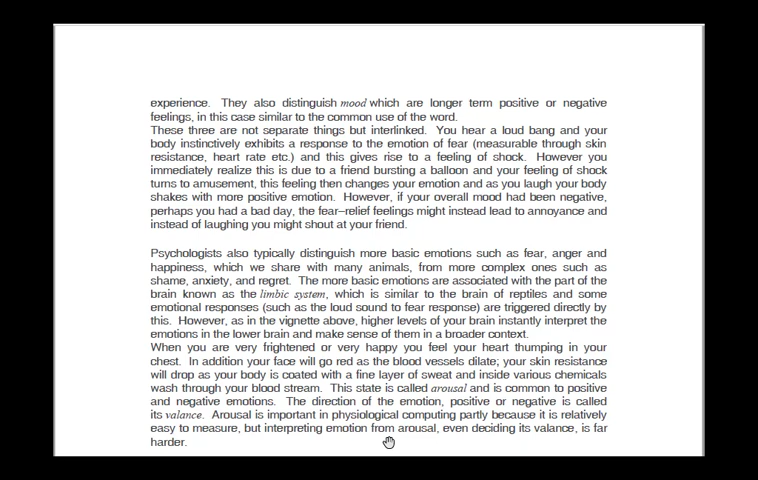 experience. They also distinguish mood which are longer term positive or negative
feelings, in this case similar to the common use of the word.
These three are not separate things but interlinked. You hear a loud bang and your
body instinctively exhibits a response to the emotion of fear (measurable through skin
resistance, heart rate etc.) and this gives rise to a feeling of shock. However you
immediately realize this is due to a friend bursting a balloon and your feeling of shock
turns to amusement, this feeling then changes your emotion and as you laugh your body
shakes with more positive emotion. However, if your overall mood had been negative,
perhaps you had a bad day, the fear–relief feelings might instead lead to annoyance and
instead of laughing you might shout at your friend.
Psychologists also typically distinguish more basic emotions such as fear, anger and
happiness, which we share with many animals, from more complex ones such as
shame, anxiety, and regret. The more basic emotions are associated with the part of the
brain known as the limbic system, which is similar to the brain of reptiles and some
emotional responses (such as the loud sound to fear response) are triggered directly by
this. However, as in the vignette above, higher levels of your brain instantly interpret the
emotions in the lower brain and make sense of them in a broader context.
When you are very frightened or very happy you feel your heart thumping in your
chest. In addition your face will go red as the blood vessels dilate; your skin resistance
will drop as your body is coated with a fine layer of sweat and inside various chemicals
wash through your blood stream. This state is called arousal and is common to positive
and negative emotions. The direction of the emotion, positive or negative is called
its valance. Arousal is important in physiological computing partly because it is relatively
easy to measure, but interpreting emotion from arousal, even deciding its valance, is far
harder.